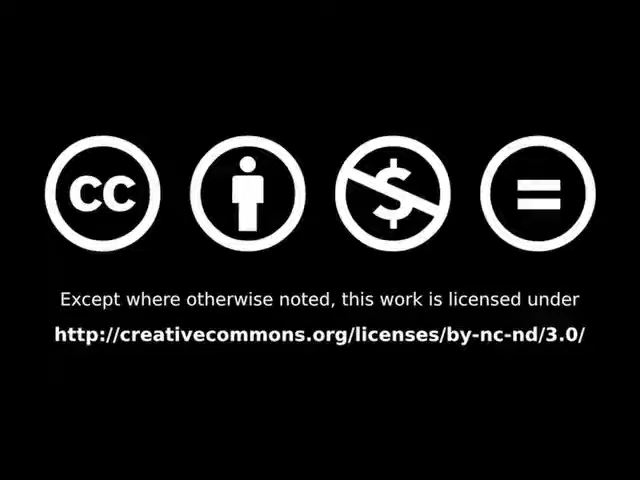 cc
Except where otherwise noted, this work is licensed under
http://creativecommons.org/licenses/by-nc-nd/3.0/